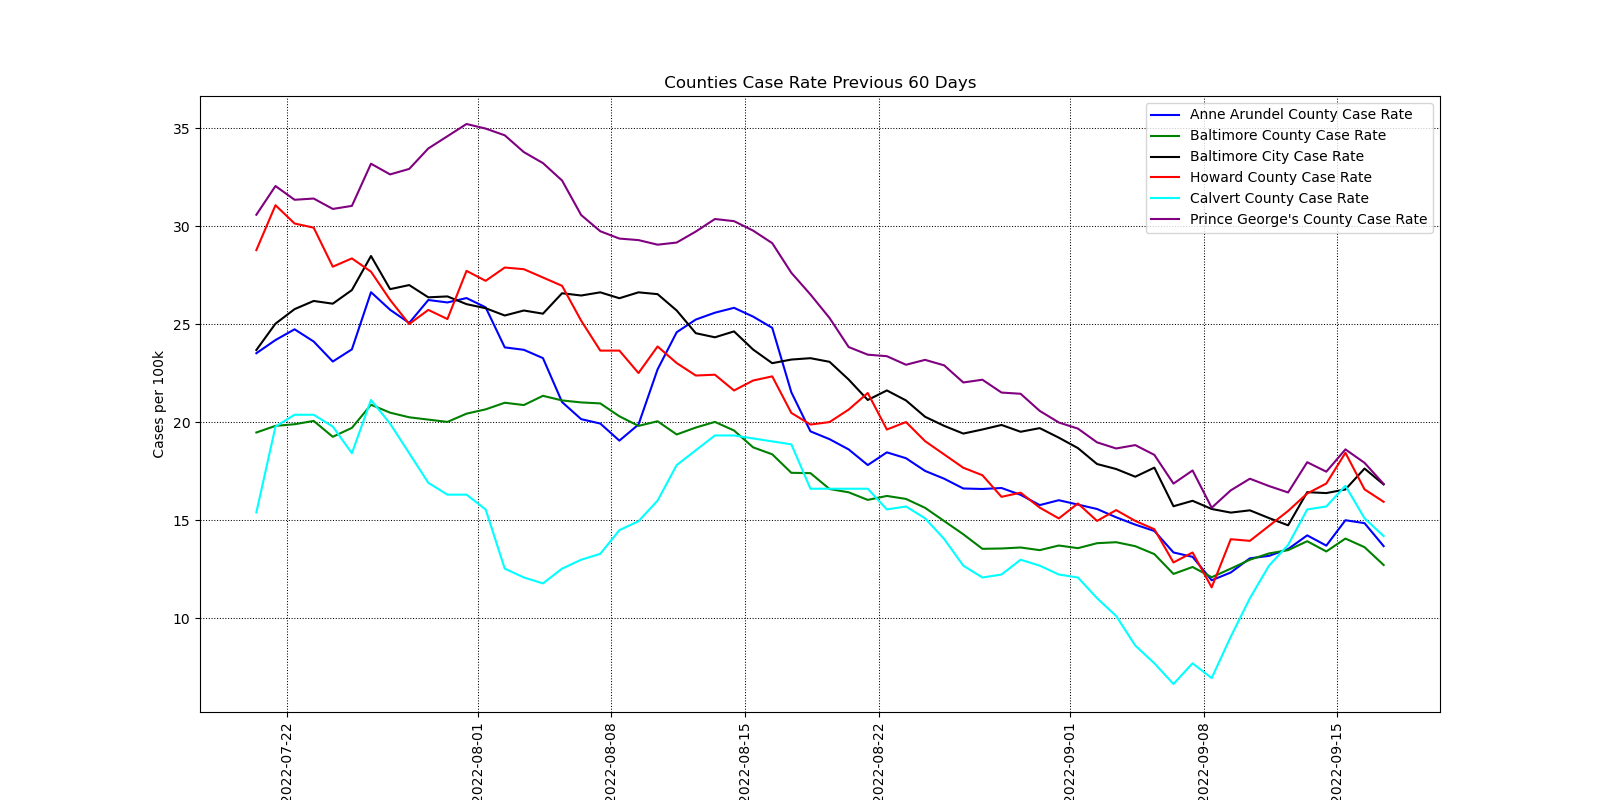 Counties Case Rate Previous 60 Days
Anne Arundel County Case Rate
Baltimore County Case Rate
Baltimore City Case Rate
Howard County Case Rate
Calvert County Case Rate
Prince George's County Case Rate
Cases per 100k
35
30
25
20
15
10
2022-07-22
2022-08-01
2022-08-08
2022-08-15
2022-08-22
2022-09-01
2022-09-08
2022-09-15